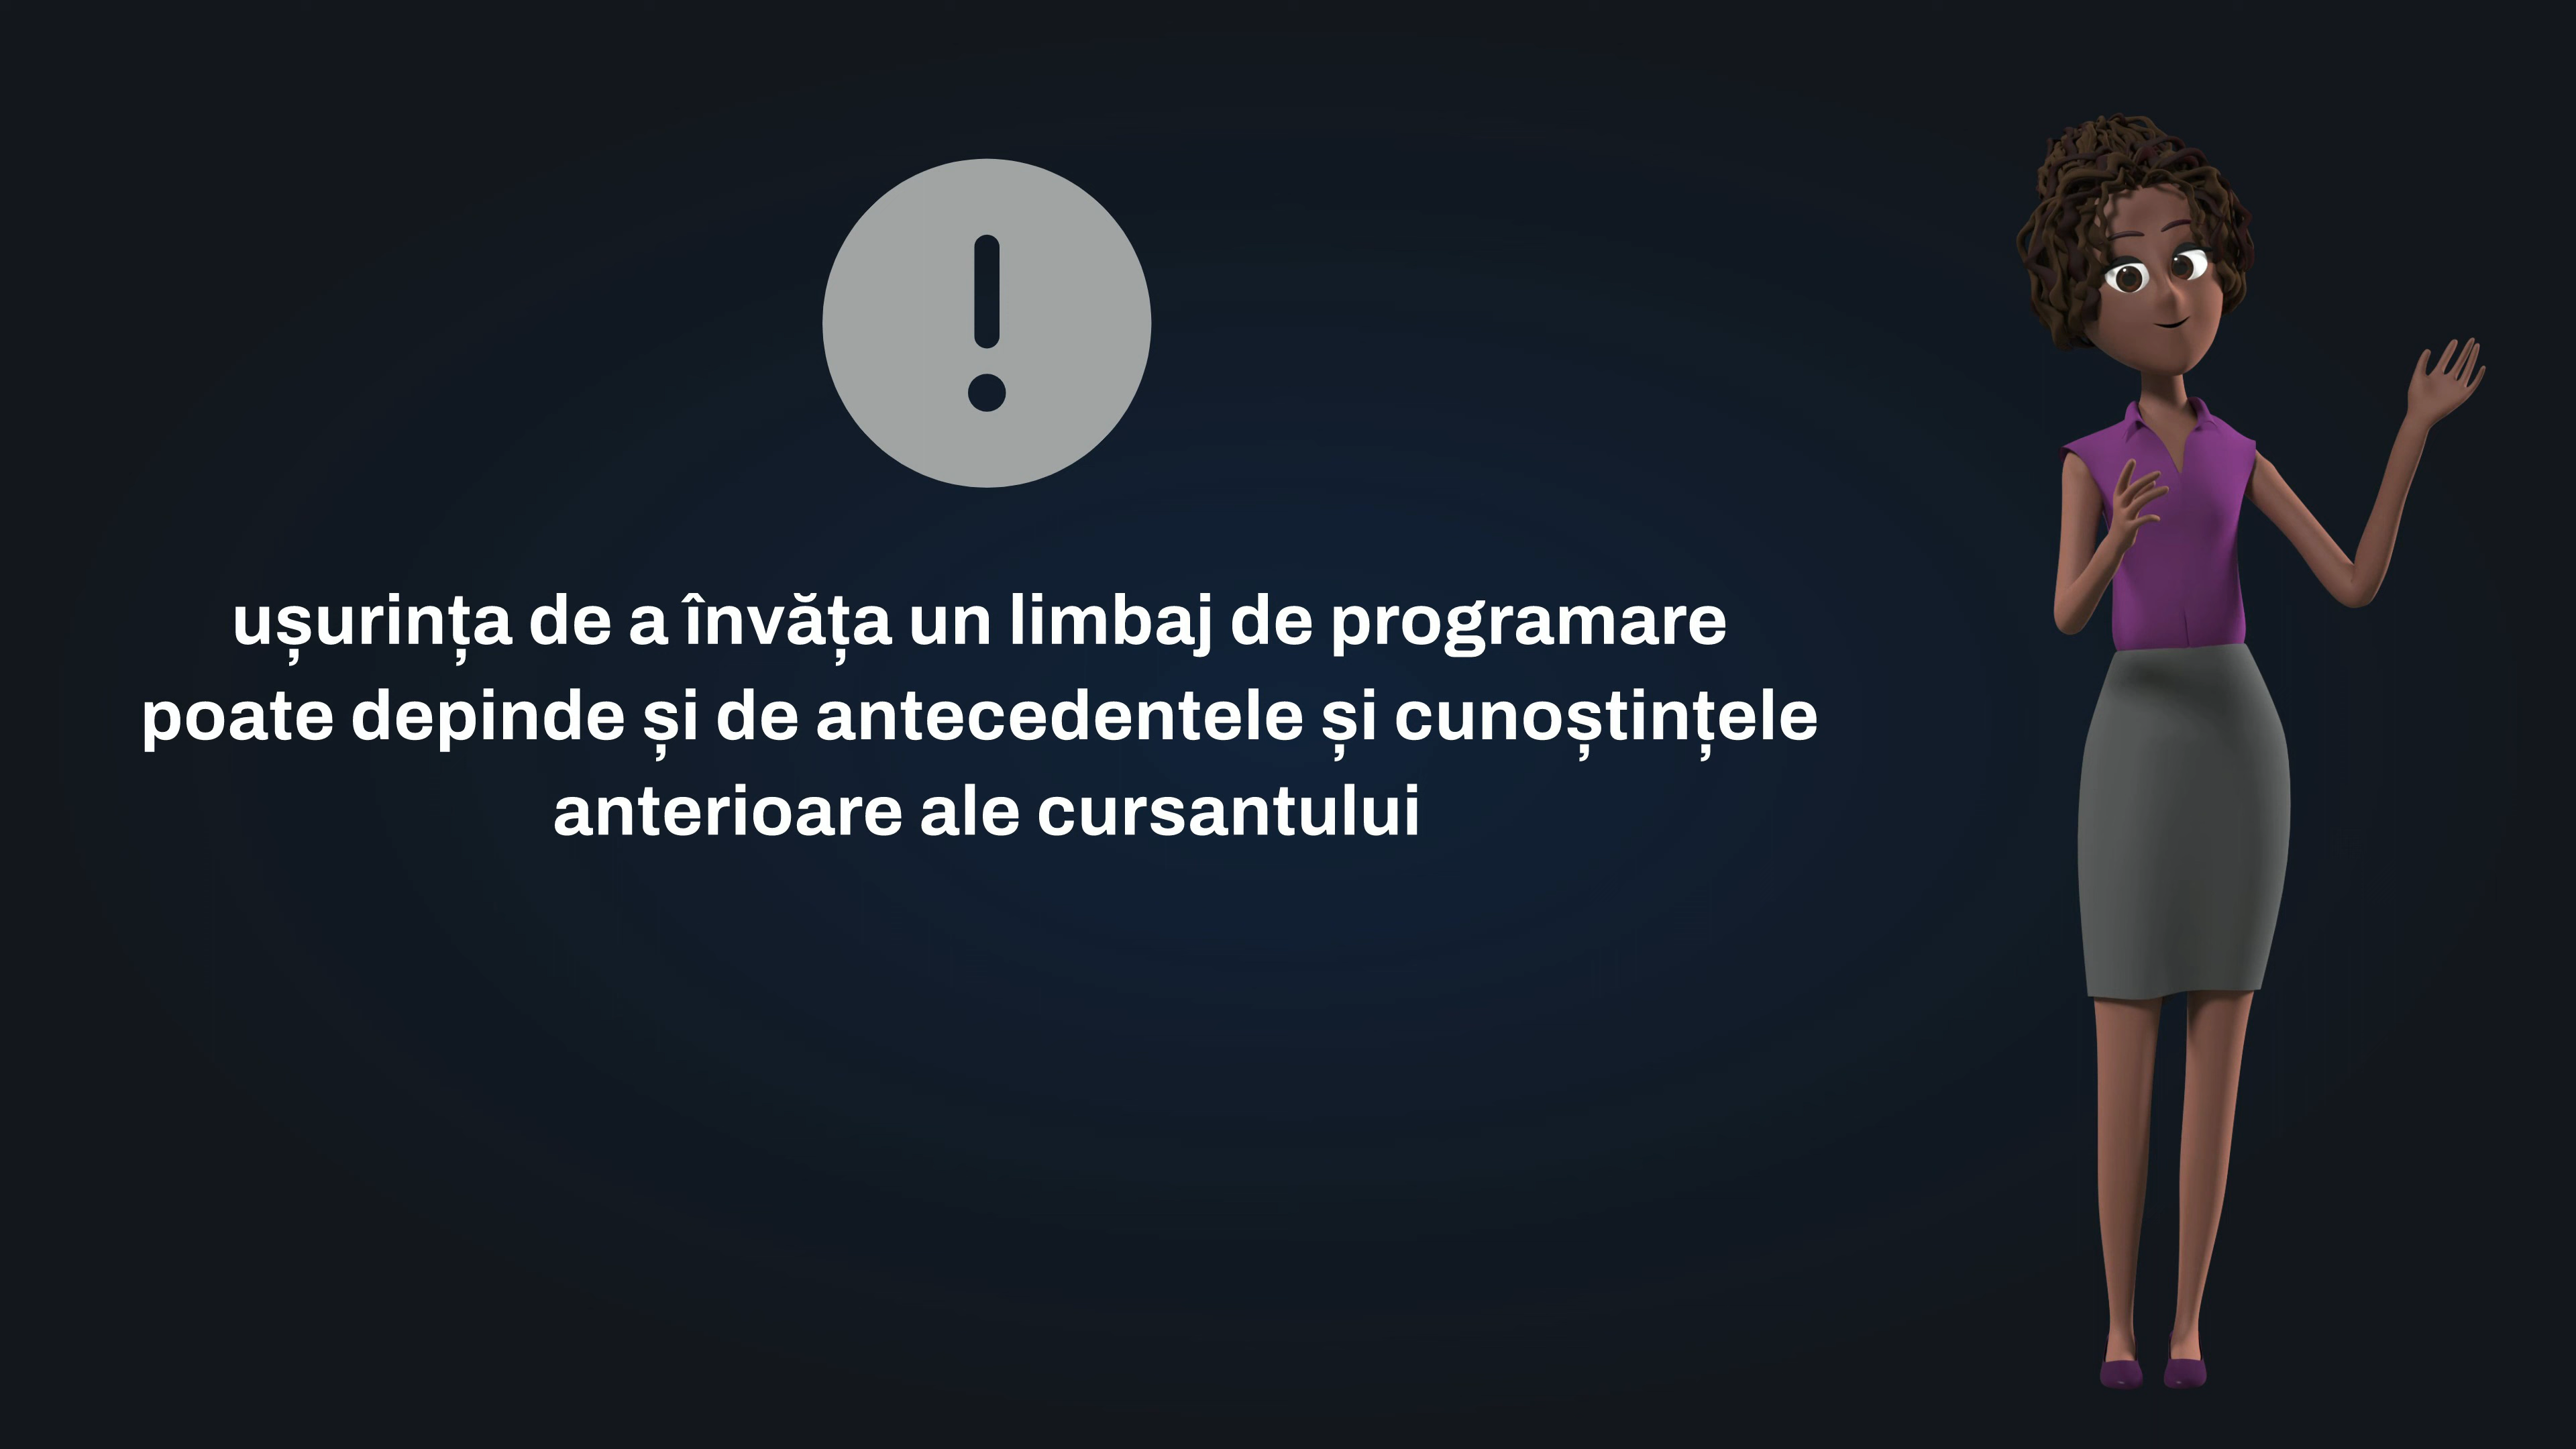 ușurința de a învăța un limbaj de programare
poate depinde și de antecedentele și cunoștințele
anterioare ale cursantului